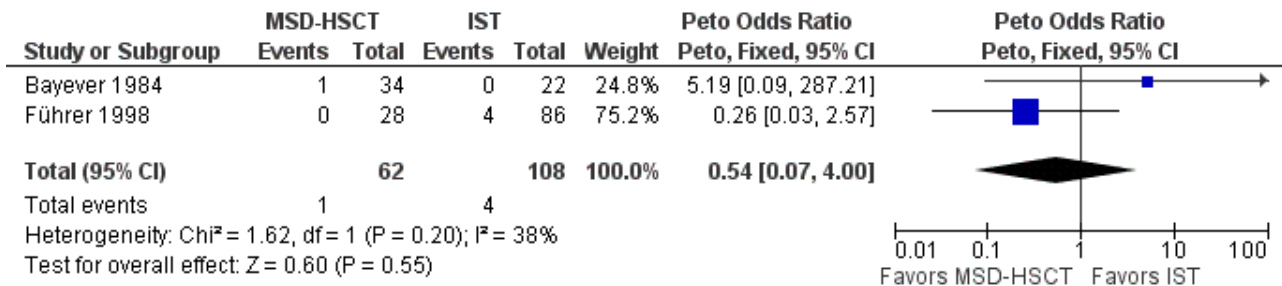 MSD-HSCT IST Peto Odds Ratio Peto Odds Ratio
Study or Subgroup Events Total Events Total Weight Peto, Fixed, 95% CI Peto, Fixed, 95% CI
Bayever 1984 1 34 0 22 24.8% 5.19 [0.09, 287.21]
Führer 1998 0 28 4 86 75.2% 0.26 [0.03, 2.57]
Total (95% CI) 62 108 100.0% 0.54 [0.07, 4.00]
Total events 1 4
Heterogeneity: Chi² = 1.62, df = 1 (P = 0.20); I² = 38%
Test for overall effect: Z = 0.60 (P = 0.55)
0.01 0.1 1 10 100
Favors MSD-HSCT Favors IST